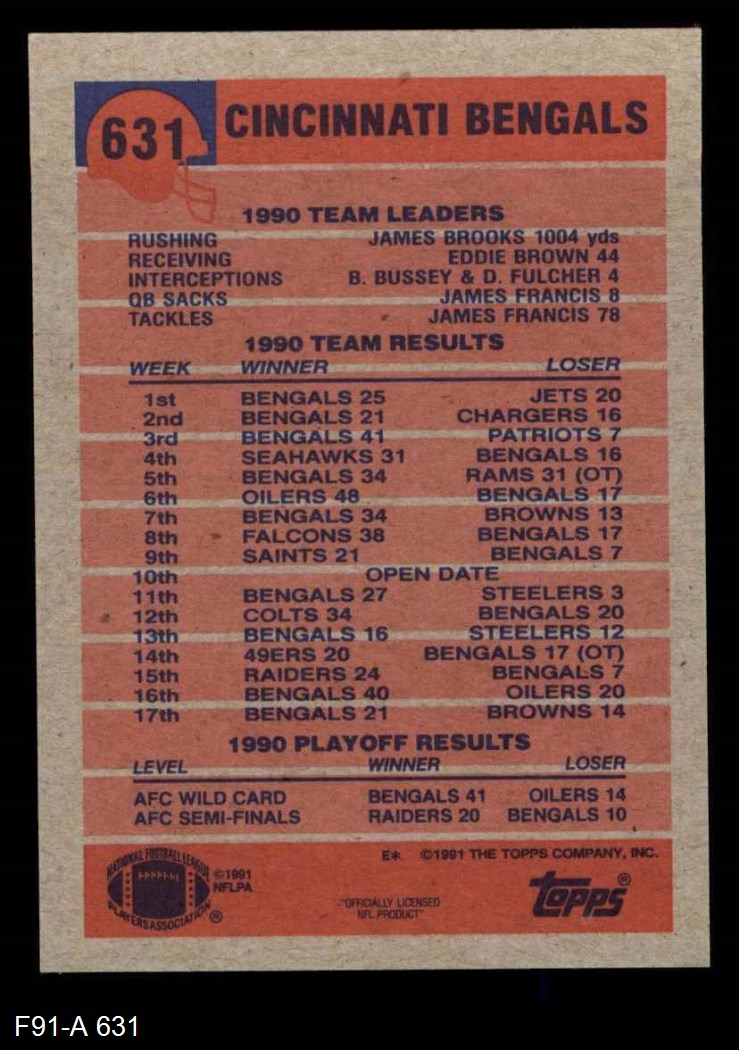 631 CINCINNATI BENGALS
1990 TEAM LEADERS
RUSHING JAMES BROOKS 1004 yds
RECEIVING EDDIE BROWN 44
INTERCEPTIONS B. BUSSEY & D. FULCHER 4
QB SACKS JAMES FRANCIS 8
TACKLES JAMES FRANCIS 78
1990 TEAM RESULTS
WEEK WINNER LOSER
1st BENGALS 25 JETS 20
2nd BENGALS 21 CHARGERS 16
3rd BENGALS 41 PATRIOTS 7
4th SEAHAWKS 31 BENGALS 16
5th BENGALS 34 RAMS 31 (OT)
6th OILERS 48 BENGALS 17
7th BENGALS 34 BROWNS 13
8th FALCONS 38 BENGALS 17
9th SAINTS 21 BENGALS 7
10th OPEN DATE
11th BENGALS 27 STEELERS 3
12th COLTS 34 BENGALS 20
13th BENGALS 16 STEELERS 12
14th 49ERS 20 BENGALS 17 (OT)
15th RAIDERS 24 BENGALS 7
16th BENGALS 40 OILERS 20
17th BENGALS 21 BROWNS 14
1990 PLAYOFF RESULTS
LEVEL WINNER LOSER
AFC WILD CARD BENGALS 41 OILERS 14
AFC SEMI-FINALS RAIDERS 20 BENGALS 10
E* ©1991 THE TOPPS COMPANY, INC.
NATIONAL FOOTBALL LEAGUE
PLAYERS ASSOCIATION ®
©1991
NFLPA
"OFFICIALLY LICENSED
NFL PRODUCT"
TOPPS ®
F91-A 631